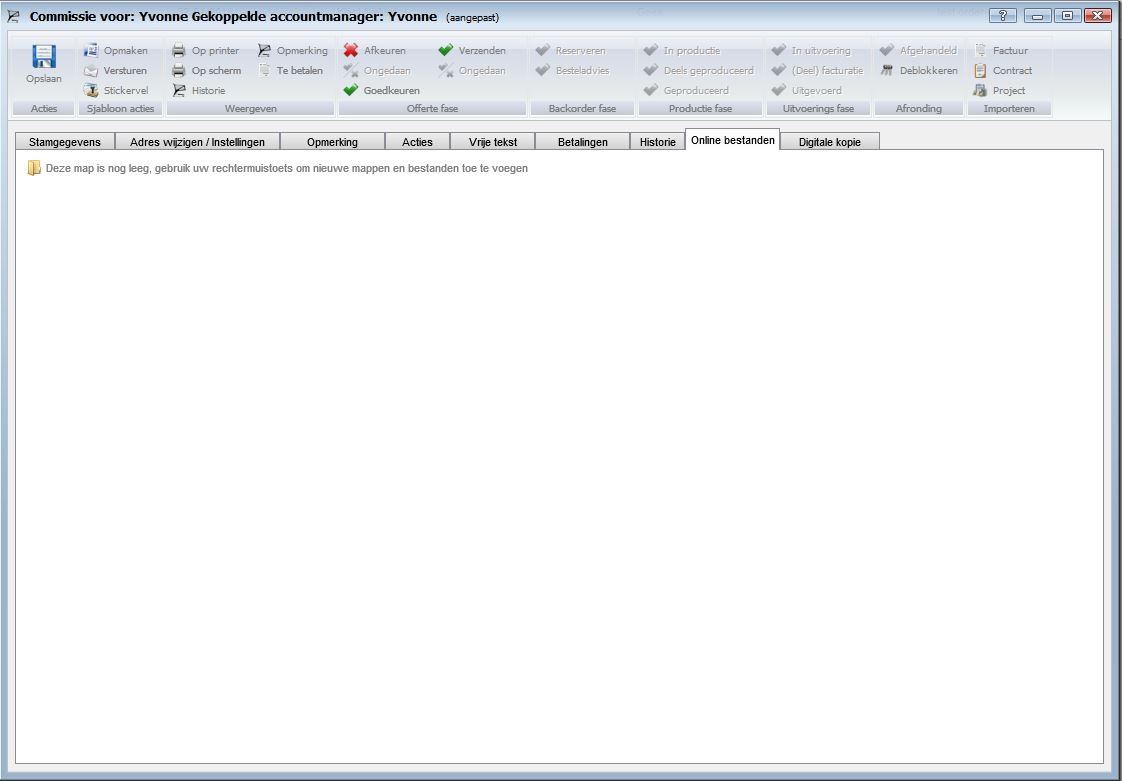 Commissie voor: Yvonne Gekoppelde accountmanager: Yvonne (aangepast)
Opslaan
Acties
Opmaken
Versturen
Stickervel
Sjabloon acties
Op printer
Op scherm
Historie
Opmerking
Te betalen
Weergeven
Afkeuren
Ongedaan
Goedkeuren
Verzenden
Ongedaan
Offerte fase
Reserveren
Besteladvies
Backorder fase
In productie
Deels geproduceerd
Geproduceerd
Productie fase
In uitvoering
(Deel) facturatie
Uitgevoerd
Uitvoerings fase
Afgehandeld
Deblokkeren
Afronding
Factuur
Contract
Project
Importeren
Stamgegevens
Adres wijzigen / Instellingen
Opmerking
Acties
Vrije tekst
Betalingen
Historie
Online bestanden
Digitale kopie
Deze map is nog leeg, gebruik uw rechtermuistoets om nieuwe mappen en bestanden toe te voegen